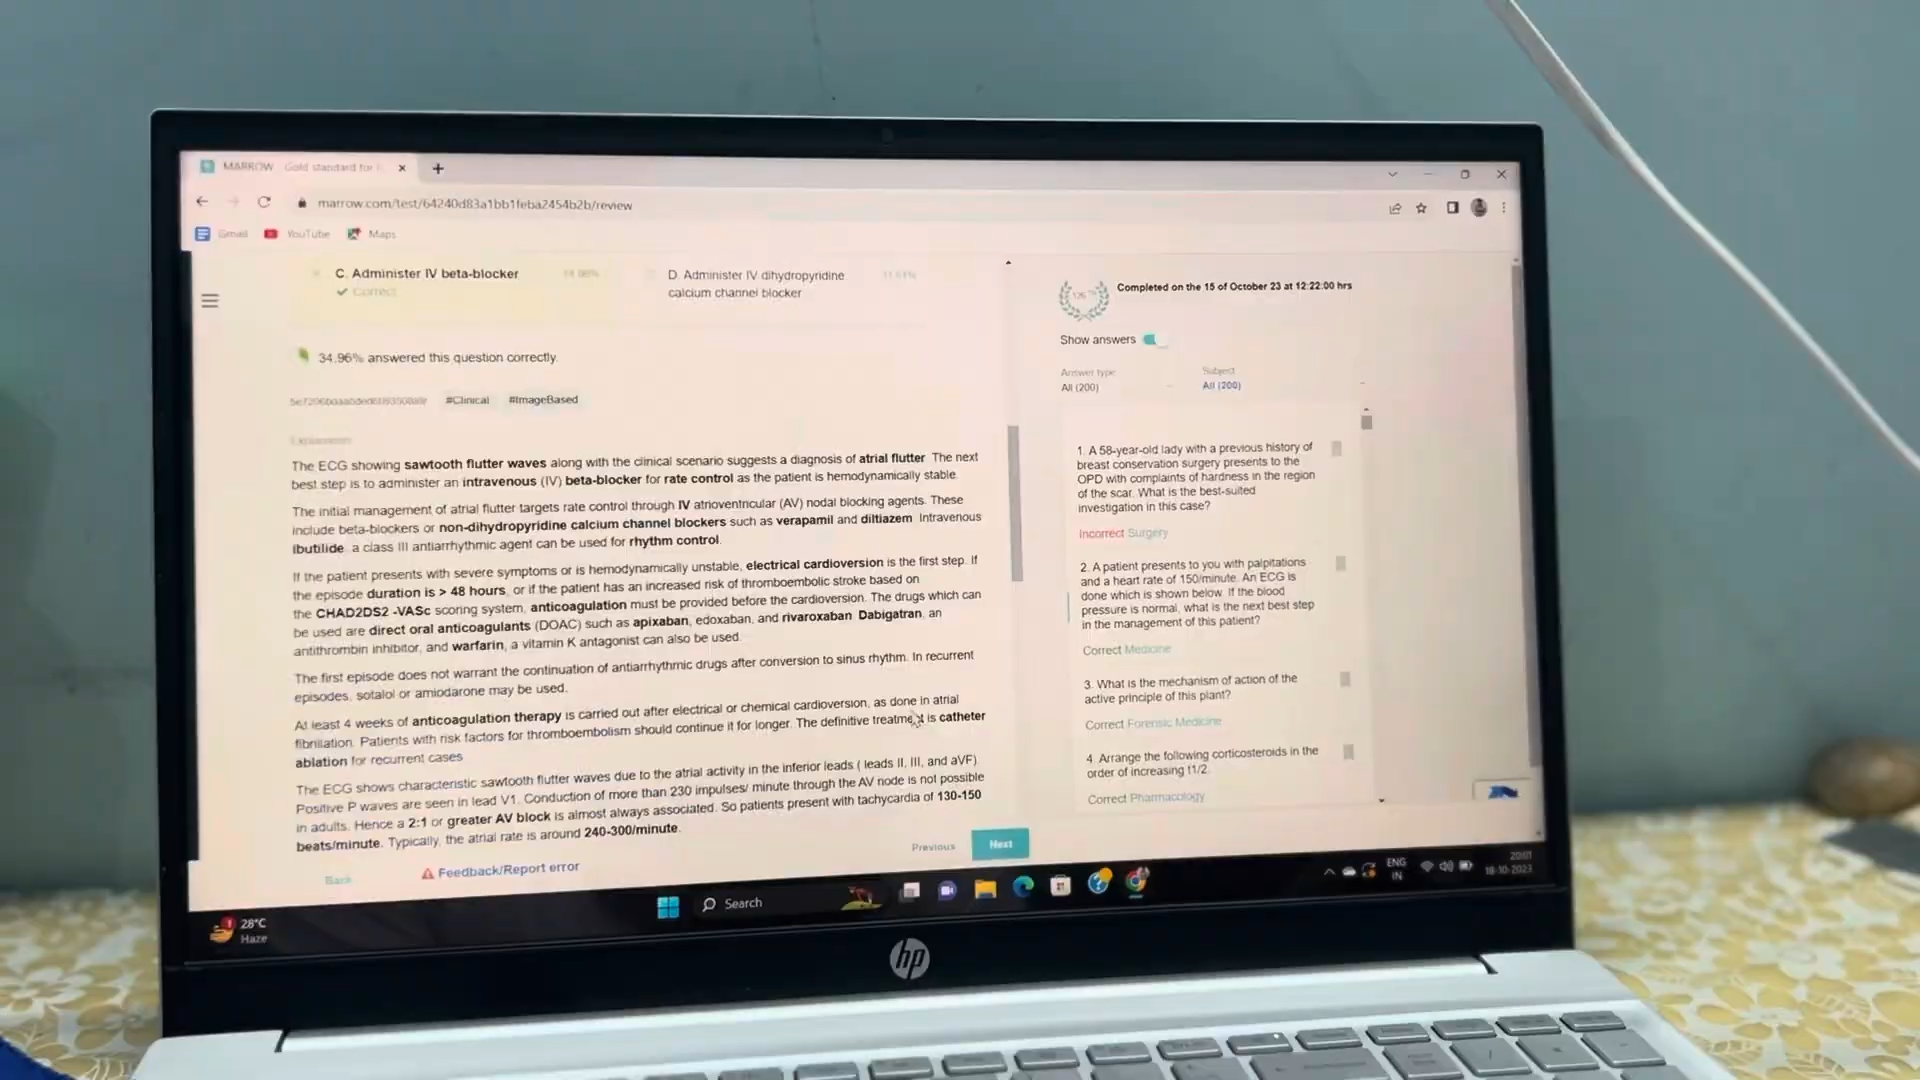 MARROW Gold standard for
marrow.com/test/64240d83a1bb1feba2454b2b/review
Gmail YouTube Maps
C. Administer IV beta-blocker
Correct
D. Administer IV dihydropyridine
calcium channel blocker
34.96% answered this question correctly.
#Clinical #ImageBased
Explanation
The ECG showing sawtooth flutter waves along with the clinical scenario suggests a diagnosis of atrial flutter The next
best step is to administer an intravenous (IV) beta-blocker for rate control as the patient is hemodynamically stable.
The initial management of atrial flutter targets rate control through IV atrioventricular (AV) nodal blocking agents. These
include beta-blockers or non-dihydropyridine calcium channel blockers such as verapamil and diltiazem Intravenous
ibutilide, a class III antiarrhythmic agent can be used for rhythm control.
If the patient presents with severe symptoms or is hemodynamically unstable, electrical cardioversion is the first step. If
the episode duration is > 48 hours, or if the patient has an increased risk of thromboembolic stroke based on
the CHAD2DS2 -VASc scoring system, anticoagulation must be provided before the cardioversion. The drugs which can
be used are direct oral anticoagulants (DOAC) such as apixaban, edoxaban, and rivaroxaban Dabigatran, an
antithrombin inhibitor, and warfarin, a vitamin K antagonist can also be used.
The first episode does not warrant the continuation of antiarrhythmic drugs after conversion to sinus rhythm. In recurrent
episodes, sotalol or amiodarone may be used.
At least 4 weeks of anticoagulation therapy is carried out after electrical or chemical cardioversion, as done in atrial
fibrillation. Patients with risk factors for thromboembolism should continue it for longer. The definitive treatment is catheter
ablation for recurrent cases
The ECG shows characteristic sawtooth flutter waves due to the atrial activity in the inferior leads ( leads II, III, and aVF)
Positive P waves are seen in lead V1. Conduction of more than 230 impulses/ minute through the AV node is not possible
in adults. Hence a 2:1 or greater AV block is almost always associated. So patients present with tachycardia of 130-150
beats/minute. Typically, the atrial rate is around 240-300/minute.
Back
Feedback/Report error
Previous
Next
Completed on the 15 of October 23 at 12:22:00 hrs
Show answers
Answer type
All (200)
Subject
All (200)
1. A 58-year-old lady with a previous history of
breast conservation surgery presents to the
OPD with complaints of hardness in the region
of the scar. What is the best-suited
investigation in this case?
Incorrect Surgery
2. A patient presents to you with palpitations
and a heart rate of 150/minute. An ECG is
done which is shown below. If the blood
pressure is normal, what is the next best step
in the management of this patient?
Correct Medicine
3. What is the mechanism of action of the
active principle of this plant?
Correct Forensic Medicine
4 Arrange the following corticosteroids in the
order of increasing t1/2.
Correct Pharmacology
1
28°C
Haze
Search
ENG
IN
20:01
18-10-2023
hp